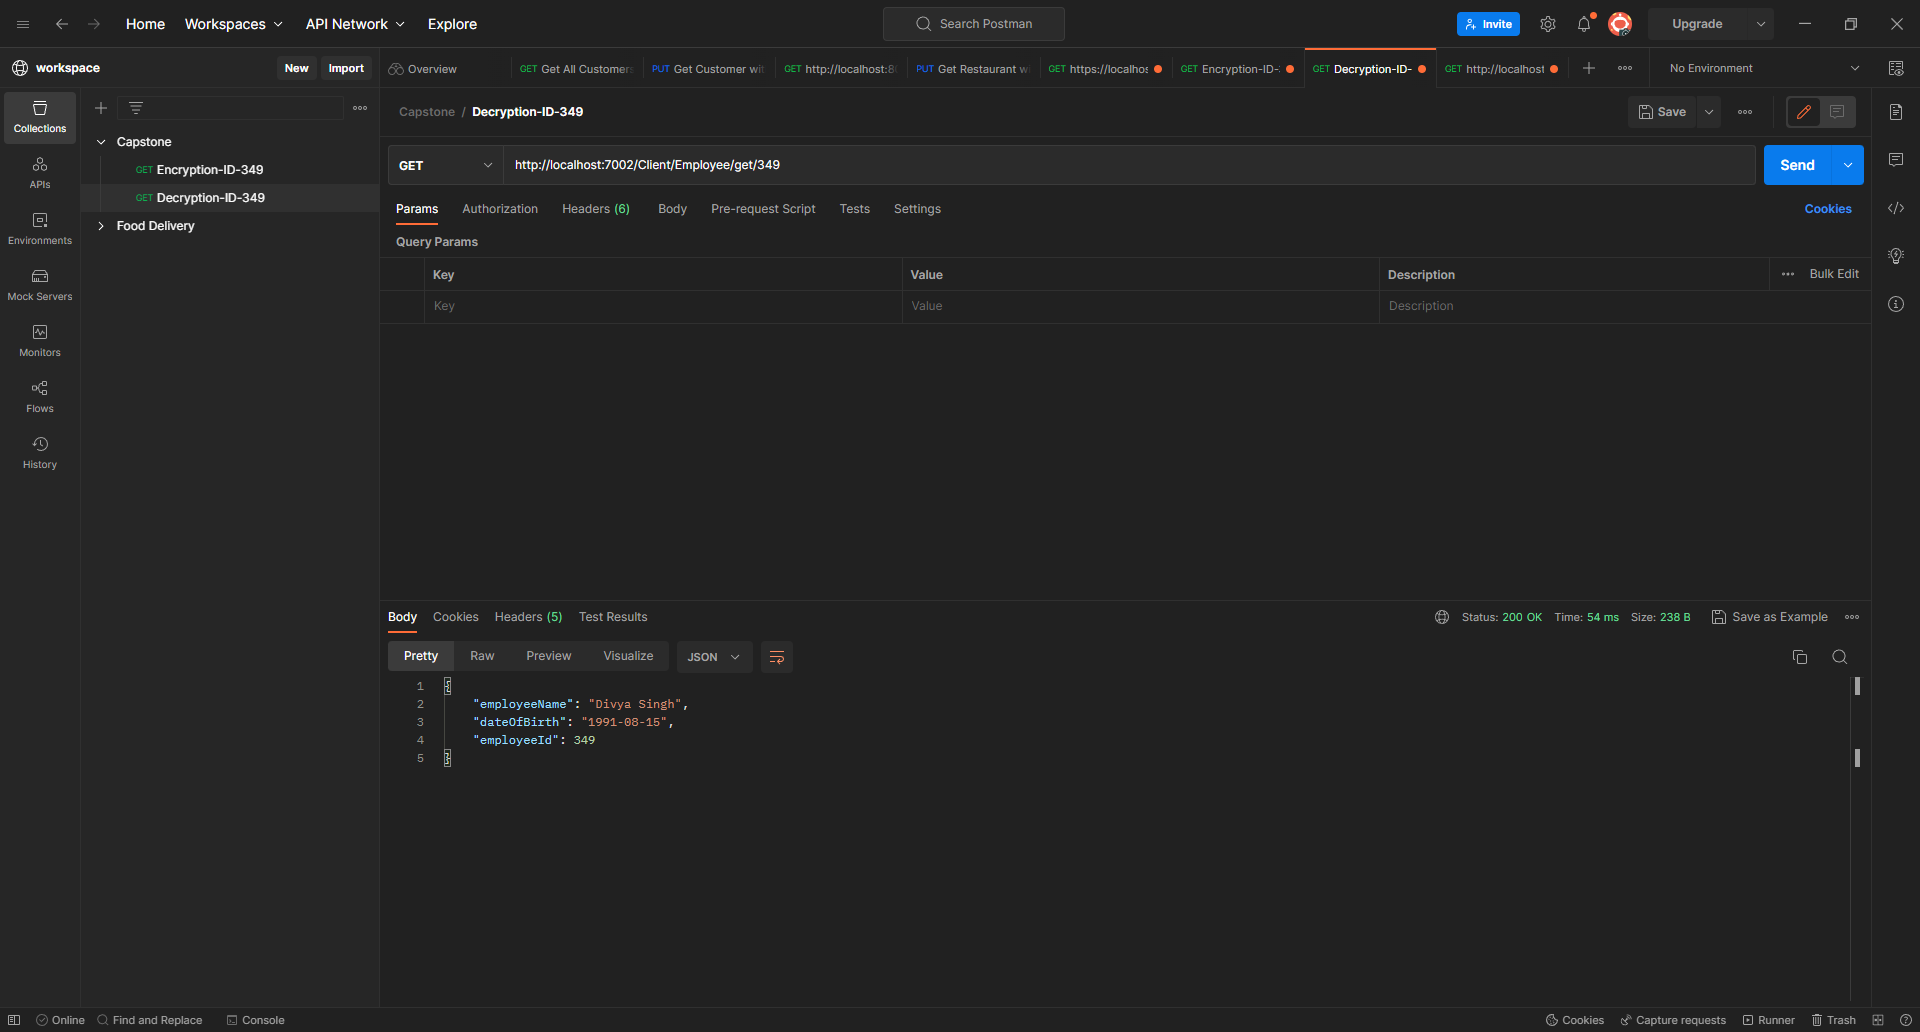 Home Workspaces API Network Explore Search Postman Invite Upgrade
workspace New Import Overview GET Get All Customers PUT Get Customer wit GET http://localhost:8 PUT Get Restaurant w GET https://localhos GET Encryption-ID- GET Decryption-ID- GET http://localhost No Environment
Collections
APIs
Environments
Mock Servers
Monitors
Flows
History
Capstone
GET Encryption-ID-349
GET Decryption-ID-349
Food Delivery
Capstone / Decryption-ID-349 Save
GET http://localhost:7002/Client/Employee/get/349 Send
Params Authorization Headers (6) Body Pre-request Script Tests Settings Cookies
Query Params
Key Value Description Bulk Edit
Key Value Description
Body Cookies Headers (5) Test Results Status: 200 OK Time: 54 ms Size: 238 B Save as Example
Pretty Raw Preview Visualize JSON
1 {
2 "employeeName": "Divya Singh",
3 "dateOfBirth": "1991-08-15",
4 "employeeId": 349
5 }
Online Find and Replace Console Cookies Capture requests Runner Trash